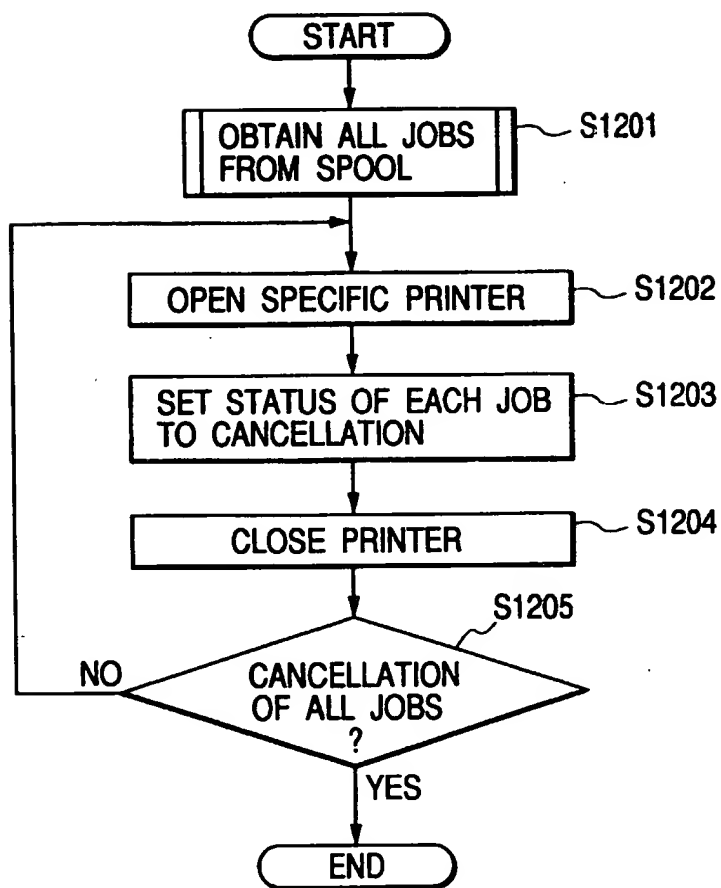 START
OBTAIN ALL JOBS
FROM SPOOL
S1201
OPEN SPECIFIC PRINTER
S1202
SET STATUS OF EACH JOB
TO CANCELLATION
S1203
CLOSE PRINTER
S1204
S1205
CANCELLATION
OF ALL JOBS
?
NO
YES
END